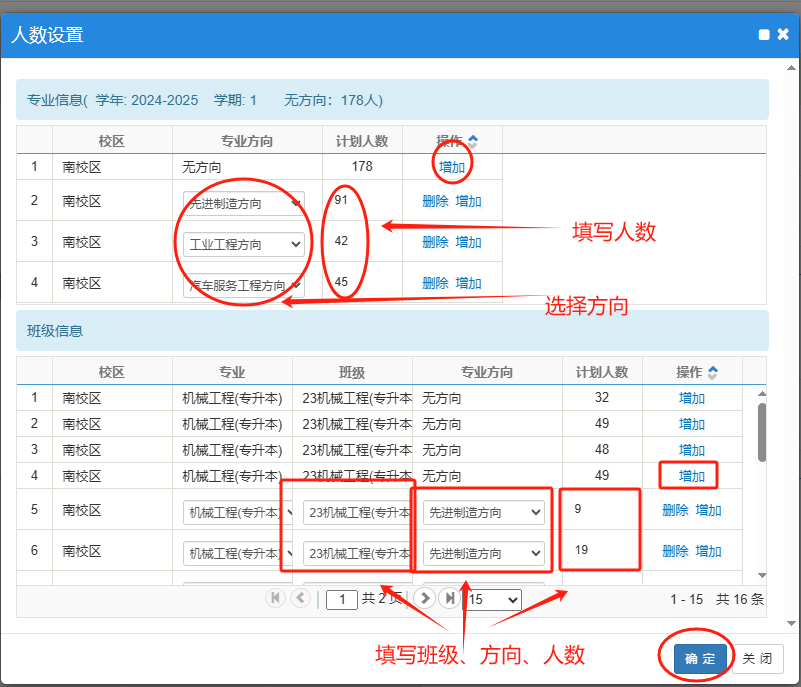 人数设置
专业信息( 学年: 2024-2025 学期: 1 无方向: 178人)
校区 专业方向 计划人数 操作
1 南校区 无方向 178 增加
2 南校区 先进制造方向 91 删除 增加
填写人数
3 南校区 工业工程方向 42 删除 增加
4 南校区 汽车服务工程方向 45 删除 增加
选择方向
班级信息
校区 专业 班级 专业方向 计划人数 操作
1 南校区 机械工程(专升本) 23机械工程(专升本 无方向 32 增加
2 南校区 机械工程(专升本) 23机械工程(专升本 无方向 49 增加
3 南校区 机械工程(专升本) 23机械工程(专升本 无方向 48 增加
4 南校区 机械工程(专升本) 23机械工程(专升本 无方向 49 增加
5 南校区 机械工程(专升本) 23机械工程(专升本 先进制造方向 9 删除 增加
6 南校区 机械工程(专升本) 23机械工程(专升本 先进制造方向 19 删除 增加
1 共 2 页 15 1 - 15 共 16 条
填写班级、方向、人数
确 定 关 闭